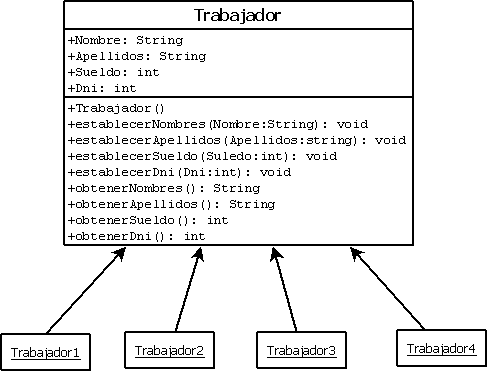 Trabajador
+Nombre: String
+Apellidos: String
+Sueldo: int
+Dni: int
+Trabajador()
+establecerNombres(Nombre:String): void
+establecerApellidos(Apellidos:string): void
+establecerSueldo(Suledo:int): void
+establecerDni(Dni:int): void
+obtenerNombres(): String
+obtenerApellidos(): String
+obtenerSueldo(): int
+obtenerDni(): int
Trabajador1
Trabajador2
Trabajador3
Trabajador4